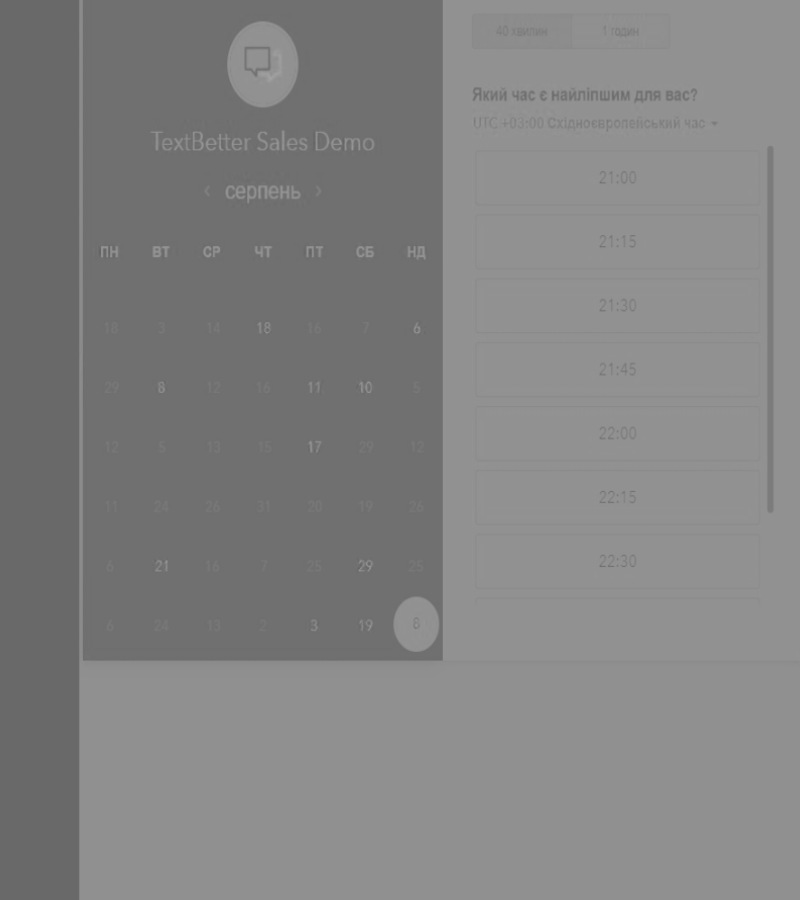 TextBetter Sales Demo
серпень
ПН ВТ СР ЧТ ПТ СБ НД
18 3 14 18 16 7 6
29 8 12 16 11 10 5
12 5 13 15 17 29 12
11 24 26 31 20 19 26
6 21 16 7 25 29 25
6 24 13 2 3 19 8
40 хвилин 1 годин
Який час є найліпшим для вас?
UTC +03:00 Східноєвропейський час
21:00
21:15
21:30
21:45
22:00
22:15
22:30